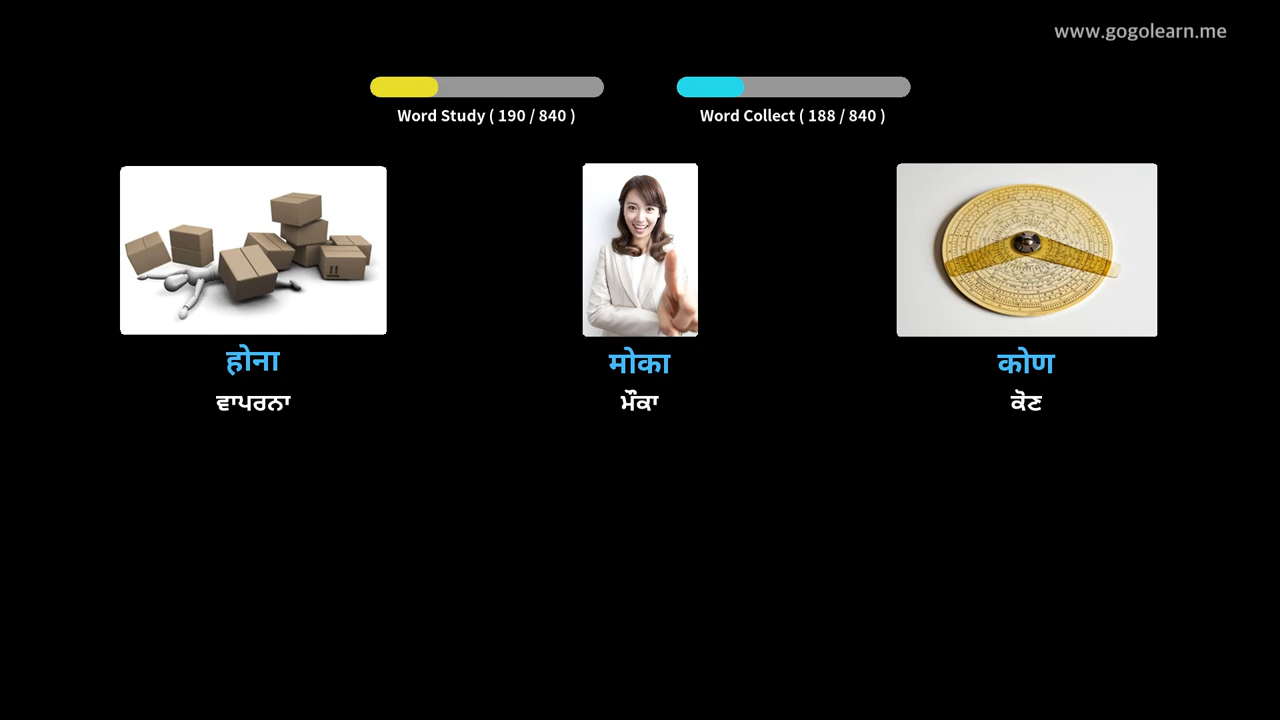 www.gogolearn.me
Word Study ( 190 / 840 )
Word Collect ( 188 / 840 )
होना
मोका
कोण
ਵਾਪਰਨਾ
ਮੌਕਾ
ਕੋਣ